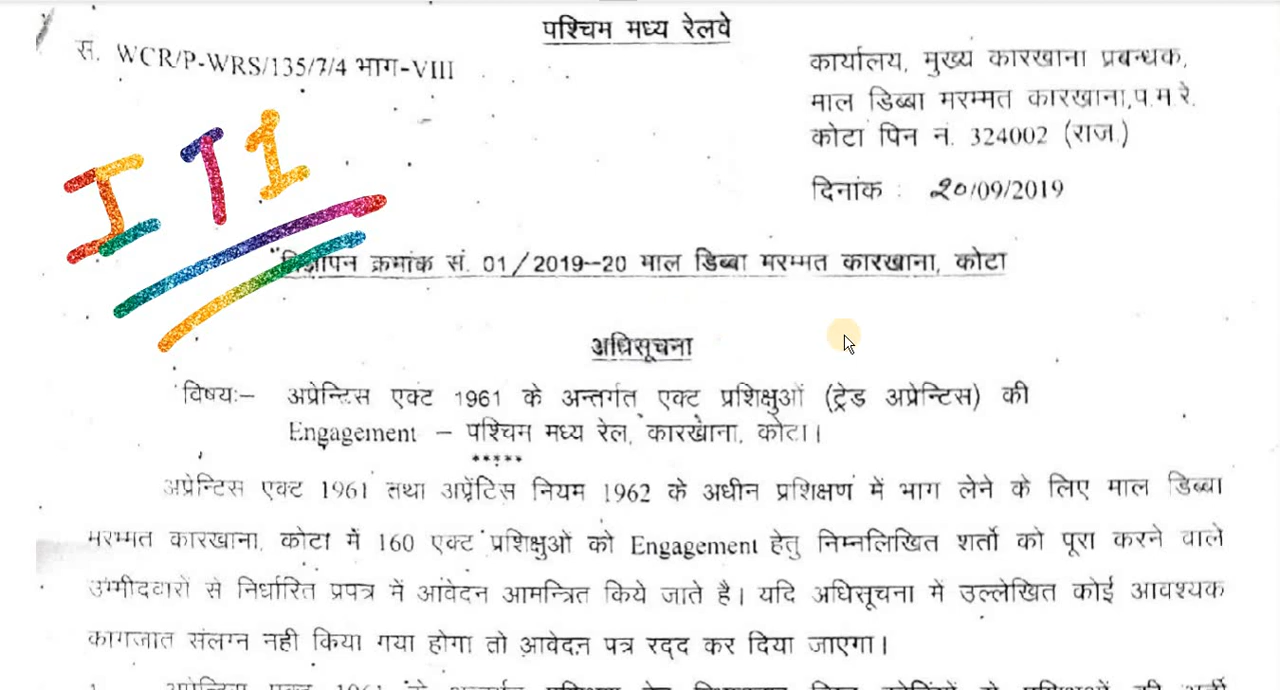 पश्चिम मध्य रेलवे
स. WCR/P-WRS/135/7/4 भाग-VIII
कार्यालय, मुख्य कारखाना प्रबन्धक,
माल डिब्बा मरम्मत कारखाना,प.म.रे.
कोटा पिन नं. 324002 (राज.)
दिनांक : 20/09/2019
ITI
"विज्ञापन क्रमांक सं. 01/2019–20 माल डिब्बा मरम्मत कारखाना, कोटा
अधिसूचना
विषयः– अप्रेन्टिस एक्ट 1961 के अन्तर्गत एक्ट प्रशिक्षुओं (ट्रेड अप्रेन्टिस) की
Engagement – पश्चिम मध्य रेल, कारखाना, कोटा।
*****
अप्रेन्टिस एक्ट 1961 तथा अप्रेंटिस नियम 1962 के अधीन प्रशिक्षण में भाग लेने के लिए माल डिब्बा
मरम्मत कारखाना, कोटा में 160 एक्ट प्रशिक्षुओं को Engagement हेतु निम्नलिखित शर्तो को पूरा करने वाले
उम्मीदवारों से निर्धारित प्रपत्र में आवेदन आमन्त्रित किये जाते है। यदि अधिसूचना में उल्लेखित कोई आवश्यक
कागजात संलग्न नही किया गया होगा तो आवेदन पत्र रद्द कर दिया जाएगा।